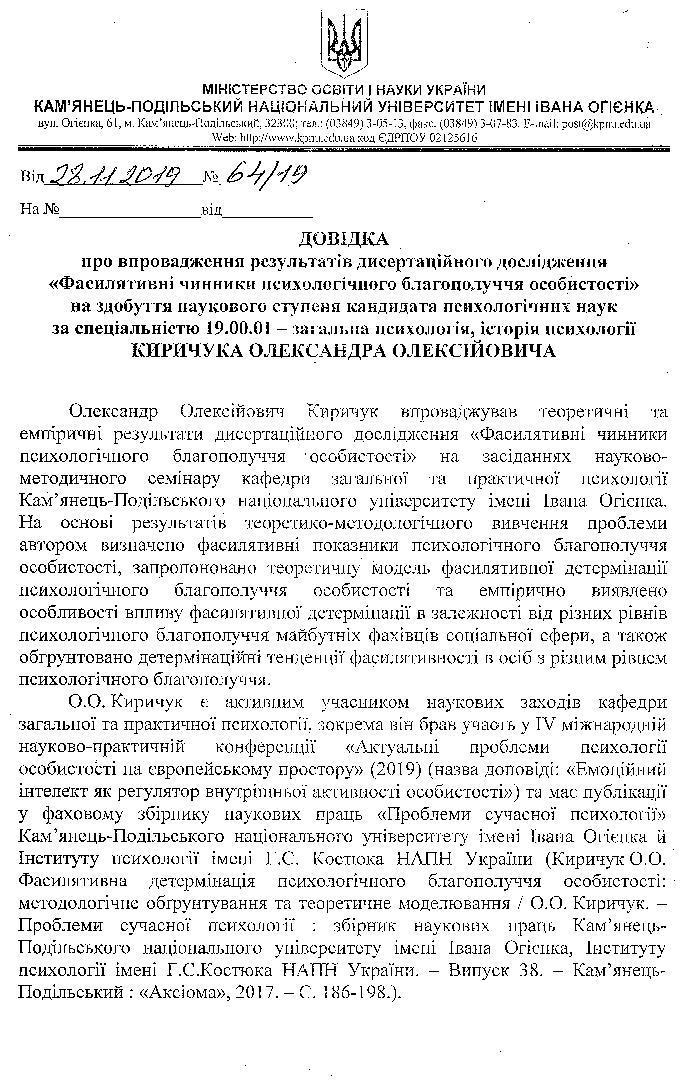 МІНІСТЕРСТВО ОСВІТИ І НАУКИ УКРАЇНИ
КАМ'ЯНЕЦЬ-ПОДІЛЬСЬКИЙ НАЦІОНАЛЬНИЙ УНІВЕРСИТЕТ ІМЕНІ ІВАНА ОГІЄНКА
вул. Огієнка, 61, м. Кам'янець-Подільський, 32300; тел.: (03849) 3-05-13, факс. (03849) 3-07-83. E-mail: post@kpnu.edu.ua
Web: http://www.kpnu.edu.ua код ЄДРПОУ 02125616
Від 28.11.2019 № 64/19
На № від
ДОВІДКА
про впровадження результатів дисертаційного дослідження
«Фасилятивні чинники психологічного благополуччя особистості»
на здобуття наукового ступеня кандидата психологічних наук
за спеціальністю 19.00.01 – загальна психологія, історія психології
КИРИЧУКА ОЛЕКСАНДРА ОЛЕКСІЙОВИЧА
Олександр Олексійович Киричук впроваджував теоретичні та
емпіричні результати дисертаційного дослідження «Фасилятивні чинники
психологічного благополуччя особистості» на засіданнях науково-
методичного семінару кафедри загальної та практичної психології
Кам'янець-Подільського національного університету імені Івана Огієнка.
На основі результатів теоретико-методологічного вивчення проблеми
автором визначено фасилятивні показники психологічного благополуччя
особистості, запропоновано теоретичну модель фасилятивної детермінації
психологічного благополуччя особистості та емпірично виявлено
особливості впливу фасилятивної детермінації в залежності від різних рівнів
психологічного благополуччя майбутніх фахівців соціальної сфери, а також
обґрунтовано детермінаційні тенденції фасилятивності в осіб з різним рівнем
психологічного благополуччя.
О.О. Киричук є активним учасником наукових заходів кафедри
загальної та практичної психології, зокрема він брав участь у IV міжнародній
науково-практичній конференції «Актуальні проблеми психології
особистості на європейському простору» (2019) (назва доповіді: «Емоційний
інтелект як регулятор внутрішньої активності особистості») та має публікації
у фаховому збірнику наукових праць «Проблеми сучасної психології»
Кам'янець-Подільського національного університету імені Івана Огієнка й
Інституту психології імені Г.С. Костюка НАПН України (Киричук О.О.
Фасилятивна детермінація психологічного благополуччя особистості:
методологічне обґрунтування та теоретичне моделювання / О.О. Киричук. –
Проблеми сучасної психології : збірник наукових праць Кам'янець-
Подільського національного університету імені Івана Огієнка, Інституту
психології імені Г.С.Костюка НАПН України. – Випуск 38. – Кам'янець-
Подільський : «Аксіома», 2017. – С. 186-198.).